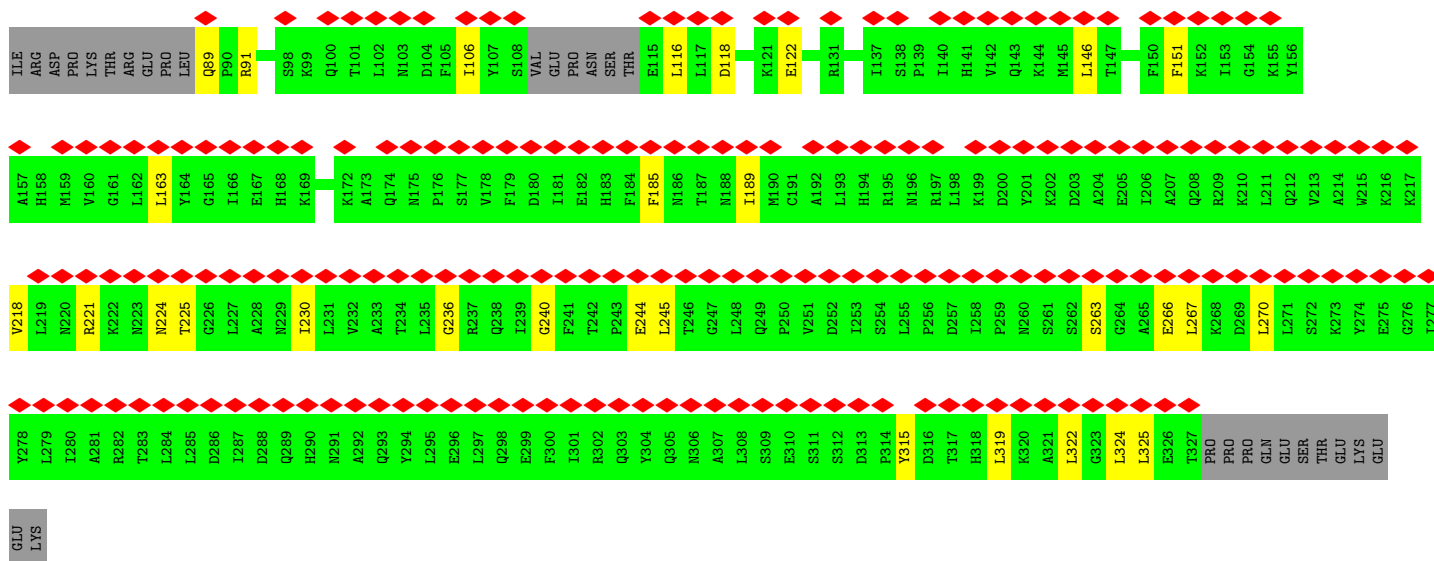 ILE ARG ASP PRO LYS THR ARG GLU PRO LEU Q89 P90 R91 S98 K99 Q100 T101 L102 N103 D104 F105 I106 Y107 S108 VAL GLU PRO ASN SER THR E115 L116 L117 D118 K121 E122 R131 I137 S138 P139 I140 H141 V142 Q143 K144 M145 L146 T147 F150 F151 K152 I153 G154 K155 Y156
A157 H158 M159 V160 G161 L162 L163 Y164 G165 I166 E167 H168 K169 K172 A173 Q174 N175 P176 S177 V178 F179 D180 I181 E182 H183 F184 F185 N186 T187 N188 I189 M190 C191 A192 L193 H194 R195 N196 R197 L198 K199 D200 Y201 K202 D203 A204 E205 I206 A207 Q208 R209 K210 L211 Q212 V213 A214 W215 K216 K217
V218 L219 N220 R221 K222 N223 N224 T225 G226 L227 A228 N229 I230 L231 V232 A233 T234 L235 G236 R237 Q238 I239 G240 F241 T242 P243 E244 L245 T246 G247 L248 Q249 P250 V251 D252 I253 S254 L255 P256 D257 I258 P259 N260 S261 S262 S263 G264 A265 E266 L267 K268 D269 L270 L271 S272 K273 Y274 E275 G276 I277
Y278 L279 I280 A281 R282 T283 L284 L285 D286 I287 D288 Q289 H290 N291 A292 Q293 Y294 L295 E296 L297 Q298 E299 F300 I301 R302 Q303 Y304 Q305 N306 A307 L308 S309 E310 S311 S312 D313 P314 Y315 D316 T317 H318 L319 K320 A321 L322 G323 L324 L325 E326 T327 PRO PRO PRO GLN GLU SER THR GLU LYS GLU
GLU LYS